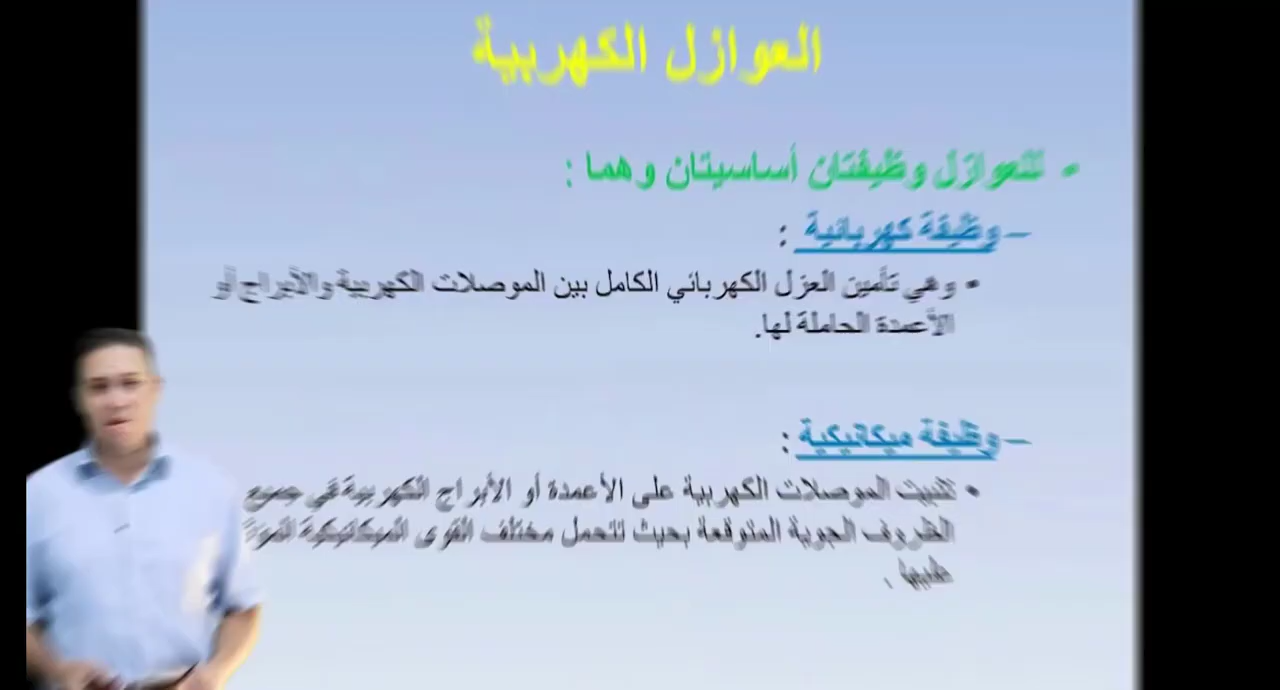 العوازل الكهربية
• للعوازل وظيفتان أساسيتان وهما :
– وظيفة كهربائية :
• وهي تأمين العزل الكهربائي الكامل بين الموصلات الكهربية والأبراج أو
الأعمدة الحاملة لها.
– وظيفة ميكانيكية :
• تثبيت الموصلات الكهربية على الأعمدة أو الأبراج الكهربية في جميع
الظروف الجوية المتوقعة بحيث تتحمل مختلف القوى الميكانيكية
عليها .